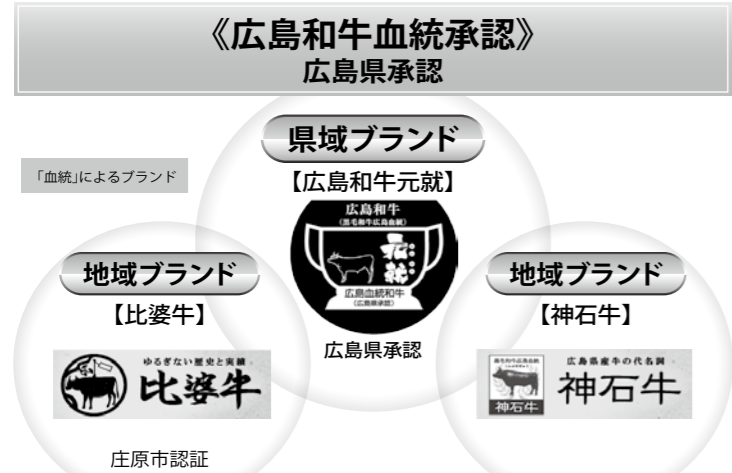 《広島和牛血統承認》
広島県承認
県域ブランド
「血統」によるブランド
【広島和牛元就】
広島和牛
(黒毛和牛広島血統)
元就
広島血統和牛
(広島県承認)
広島県承認
地域ブランド
【比婆牛】
ゆるぎない歴史と実績
比婆牛
庄原市認証
地域ブランド
【神石牛】
広島県産牛の代名詞
神石牛
神石牛